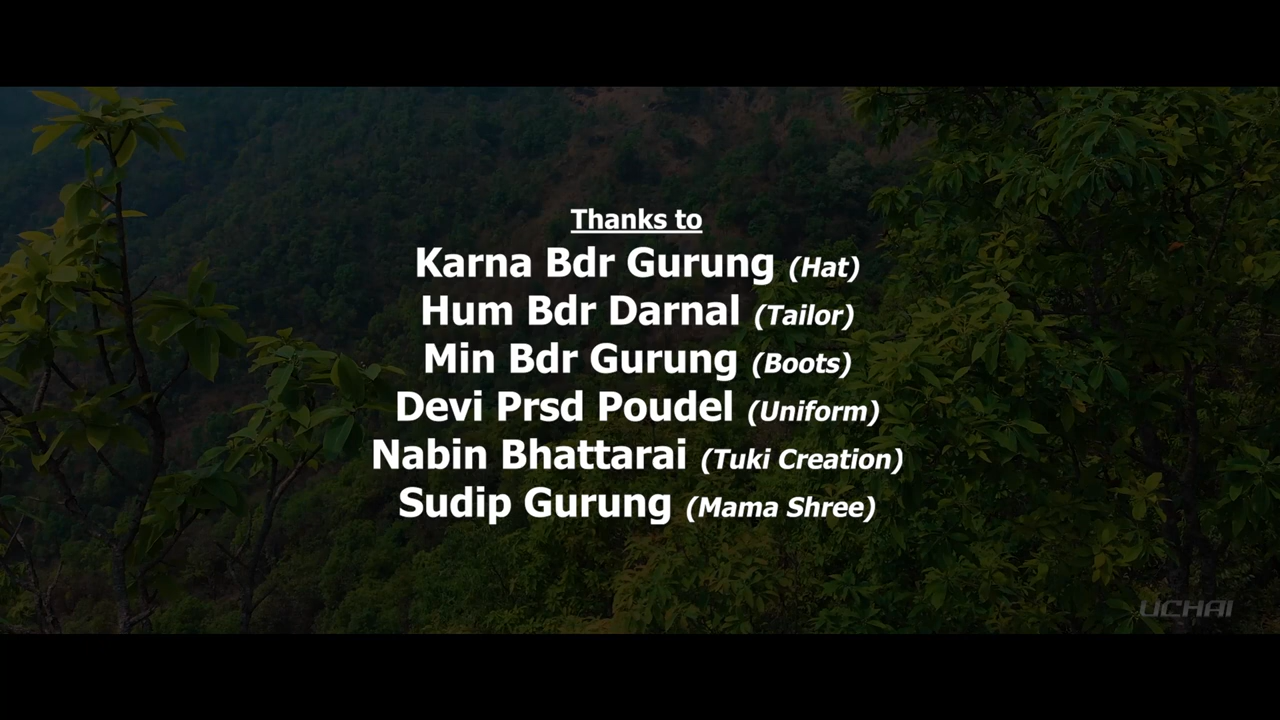 Thanks to
Karna Bdr Gurung (Hat)
Hum Bdr Darnal (Tailor)
Min Bdr Gurung (Boots)
Devi Prsd Poudel (Uniform)
Nabin Bhattarai (Tuki Creation)
Sudip Gurung (Mama Shree)
UCHAI